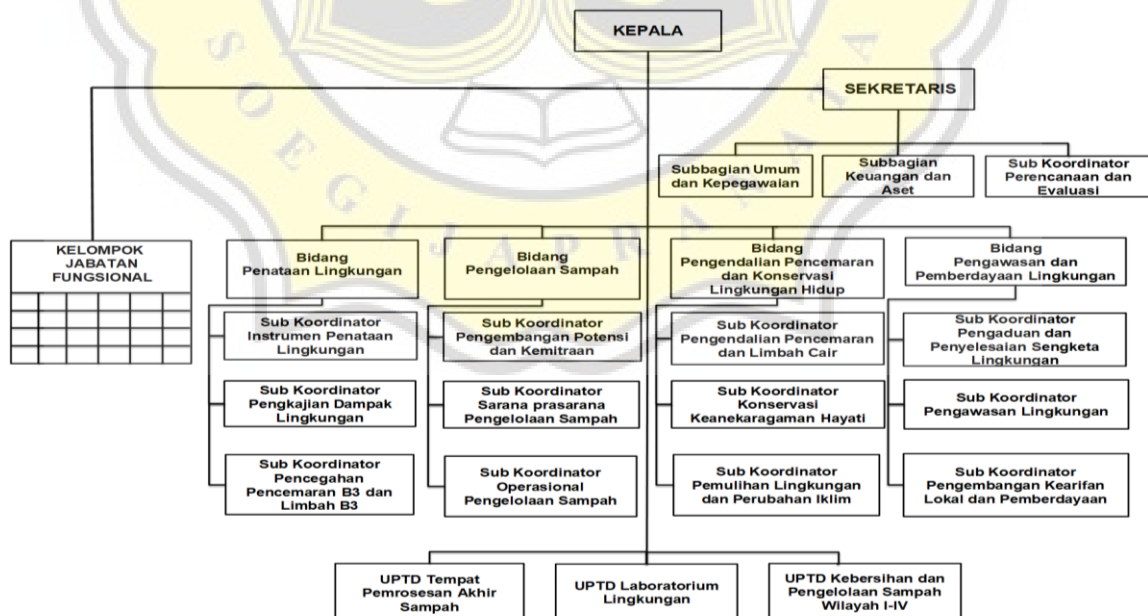 KEPALA
SEKRETARIS
Subbagian Umum
dan Kepegawaian
Subbagian
Keuangan dan
Aset
Sub Koordinator
Perencanaan dan
Evaluasi
KELOMPOK
JABATAN
FUNGSIONAL
Bidang
Penataan Lingkungan
Bidang
Pengelolaan Sampah
Bidang
Pengendalian Pencemaran
dan Konservasi
Lingkungan Hidup
Bidang
Pengawasan dan
Pemberdayaan Lingkungan
Sub Koordinator
Instrumen Penataan
Lingkungan
Sub Koordinator
Pengembangan Potensi
dan Kemitraan
Sub Koordinator
Pengendalian Pencemaran
dan Limbah Cair
Sub Koordinator
Pengaduan dan
Penyelesaian Sengketa
Lingkungan
Sub Koordinator
Pengkajian Dampak
Lingkungan
Sub Koordinator
Sarana prasarana
Pengelolaan Sampah
Sub Koordinator
Konservasi
Keanekaragaman Hayati
Sub Koordinator
Pengawasan Lingkungan
Sub Koordinator
Pencegahan
Pencemaran B3 dan
Limbah B3
Sub Koordinator
Operasional
Pengelolaan Sampah
Sub Koordinator
Pemulihan Lingkungan
dan Perubahan Iklim
Sub Koordinator
Pengembangan Kearifan
Lokal dan Pemberdayaan
UPTD Tempat
Pemrosesan Akhir
Sampah
UPTD Laboratorium
Lingkungan
UPTD Kebersihan dan
Pengelolaan Sampah
Wilayah I-IV
SOEGIJAPRANATA